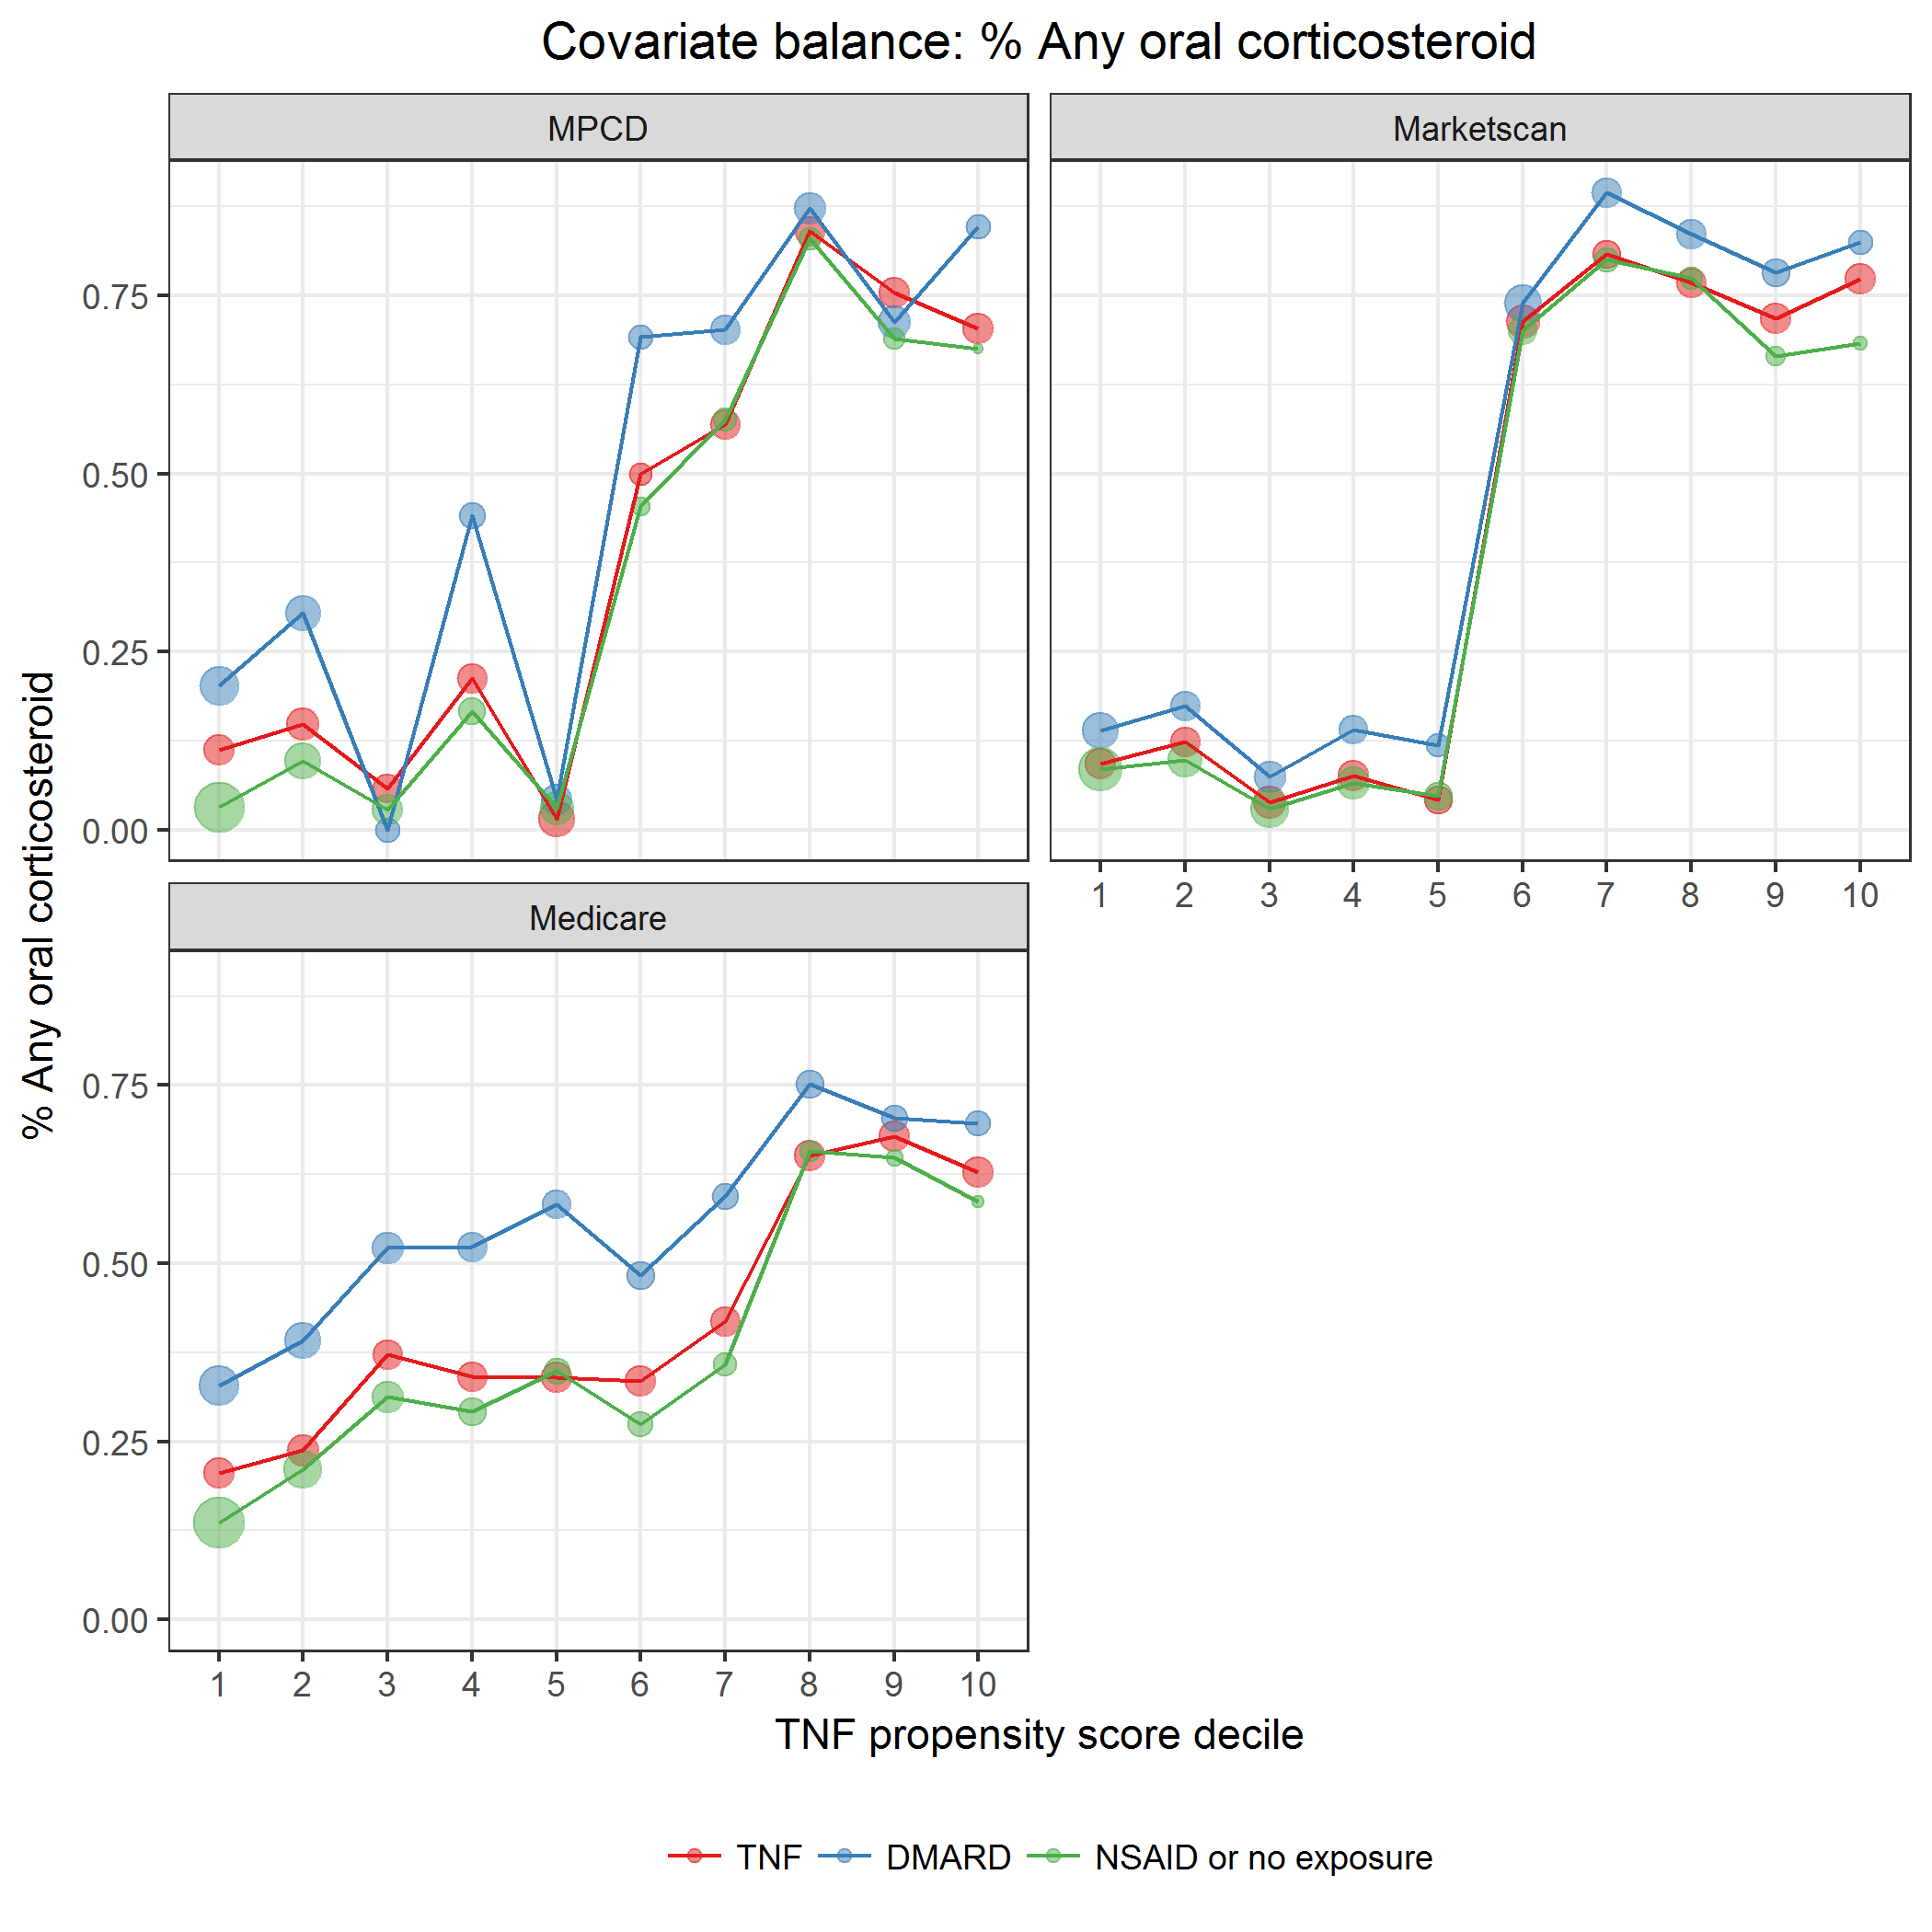 Covariate balance: % Any oral corticosteroid
MPCD
Marketscan
0.75
0.50
0.25
0.00
1 2 3 4 5 6 7 8 9 10
Medicare
0.75
0.50
0.25
0.00
1 2 3 4 5 6 7 8 9 10
% Any oral corticosteroid
TNF propensity score decile
TNF DMARD NSAID or no exposure